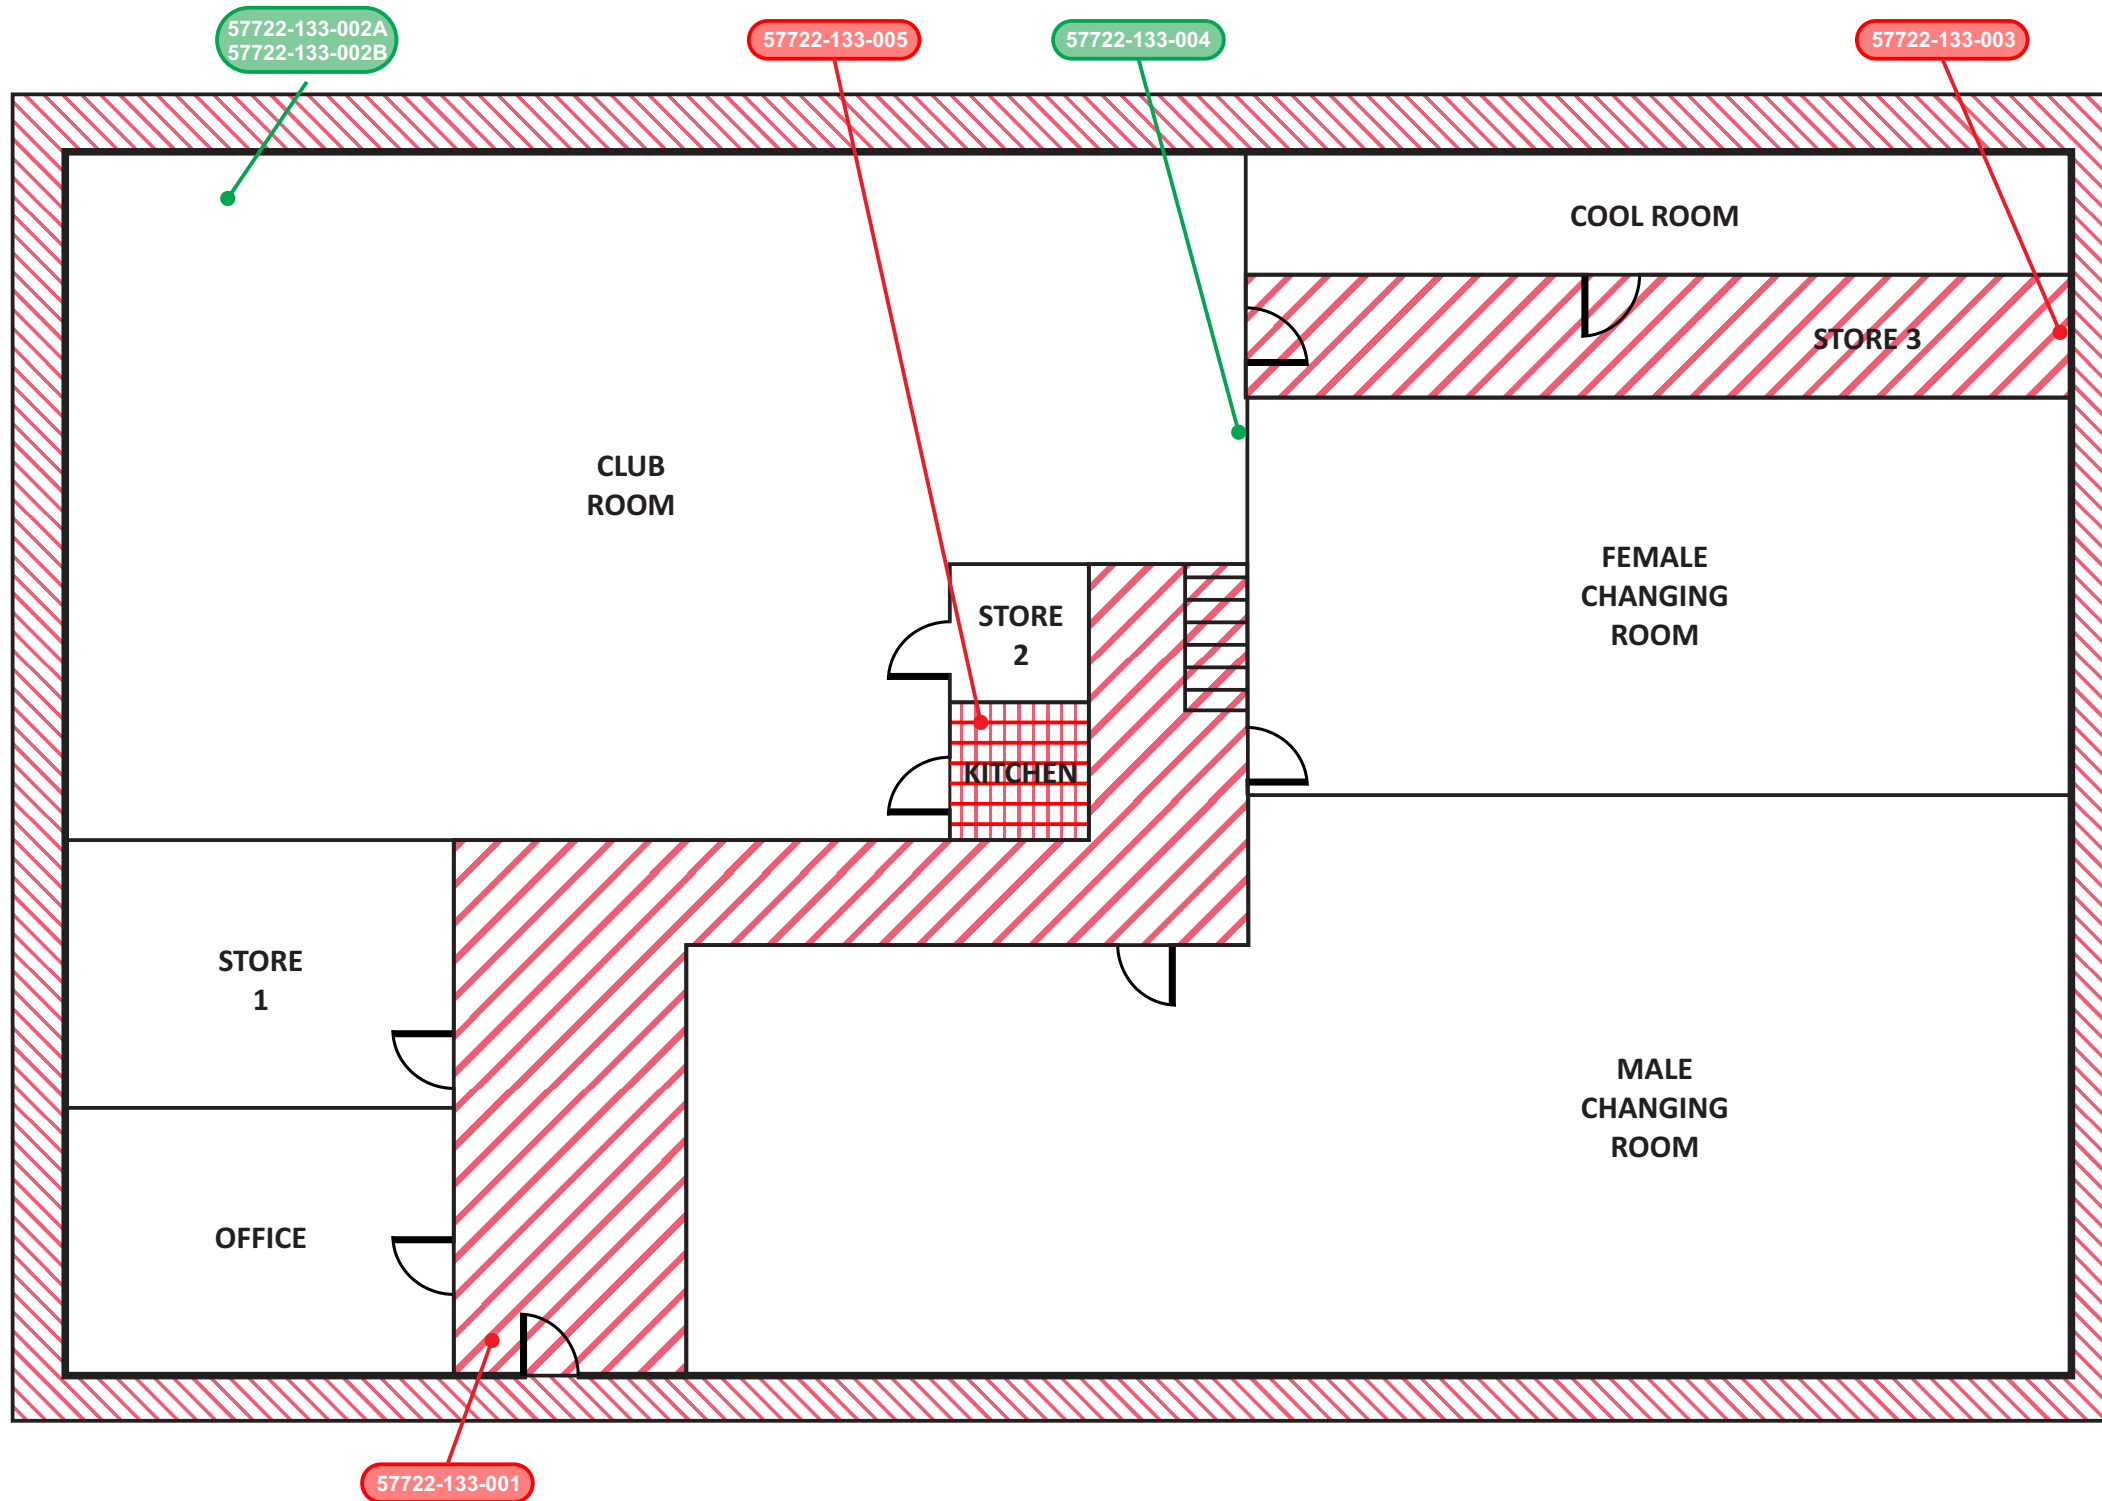 57722-133-002A
57722-133-002B
57722-133-005
57722-133-004
57722-133-003
COOL ROOM
STORE 3
CLUB
ROOM
FEMALE
CHANGING
ROOM
STORE
2
KITCHEN
STORE
1
MALE
CHANGING
ROOM
OFFICE
57722-133-001